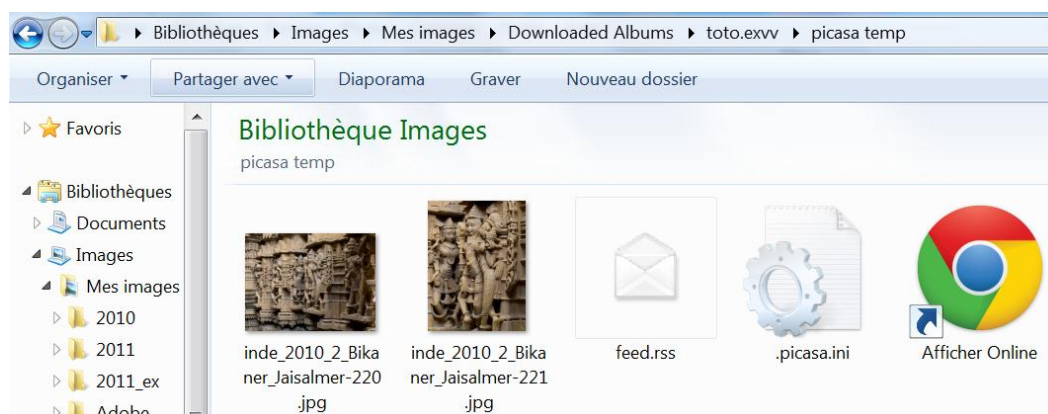 Bibliothèques Images Mes images Downloaded Albums toto.exvv picasa temp
Organiser Partager avec Diaporama Graver Nouveau dossier
Favoris
Bibliothèques
Documents
Images
Mes images
2010
2011
2011_ex
Adobe
Bibliothèque Images
picasa temp
inde_2010_2_Bika
ner_Jaisalmer-220
.jpg
inde_2010_2_Bika
ner_Jaisalmer-221
.jpg
feed.rss
.picasa.ini
Afficher Online